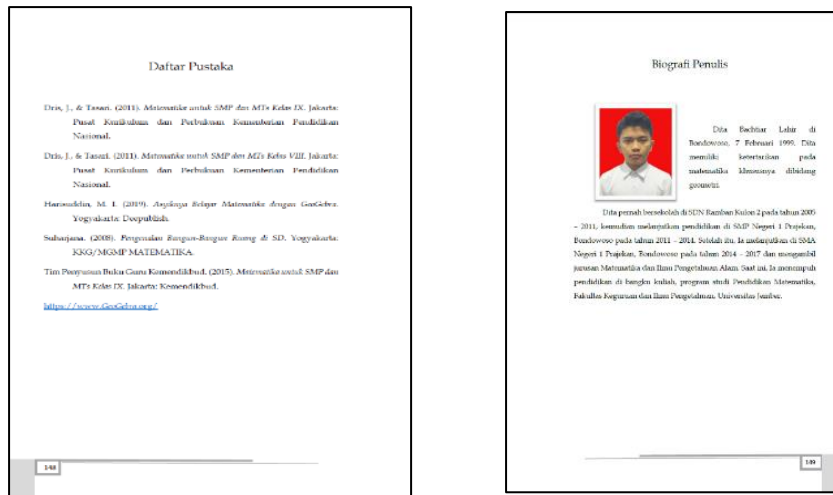 Daftar Pustaka
Dris, J., & Tasari. (2011). Matematika untuk SMP dan MTs Kelas IX. Jakarta:
Pusat Kurikulum dan Perbukuan Kementerian Pendidikan
Nasional.
Dris, J., & Tasari. (2011). Matematika untuk SMP dan MTs Kelas VIII. Jakarta:
Pusat Kurikulum dan Perbukuan Kementerian Pendidikan
Nasional.
Hanasuddin, M. I. (2019). Asyiknya Belajar Matematika dengan GeoGebra.
Yogyakarta: Deepublish.
Suharjana. (2008). Pengenalan Bangun-Bangun Ruang di SD. Yogyakarta:
KKG/MGMP MATEMATIKA.
Tim Penyusun Buku Guru Kemendikbud. (2015). Matematika untuk SMP dan
MTs Kelas IX. Jakarta: Kemendikbud.
https://www.GeoGebra.org/
148
Biografi Penulis
Dita Bachtiar Lahir di
Bondowoso, 7 Februari 1999. Dita
memiliki ketertarikan pada
matematika khususnya dibidang
geometri.
Dita pernah bersekolah di SDN Ramban Kulon 2 pada tahun 2005
– 2011, kemudian melanjutkan pendidikan di SMP Negeri 1 Prajekan,
Bondowoso pada tahun 2011 – 2014. Setelah itu, Ia melanjutkan di SMA
Negeri 1 Prajekan, Bondowoso pada tahun 2014 – 2017 dan mengambil
jurusan Matematika dan Ilmu Pengetahuan Alam. Saat ini, Ia menempuh
pendidikan di bangku kuliah, program studi Pendidikan Matematika,
Fakultas Keguruan dan Ilmu Pengetahuan, Universitas Jember.
149